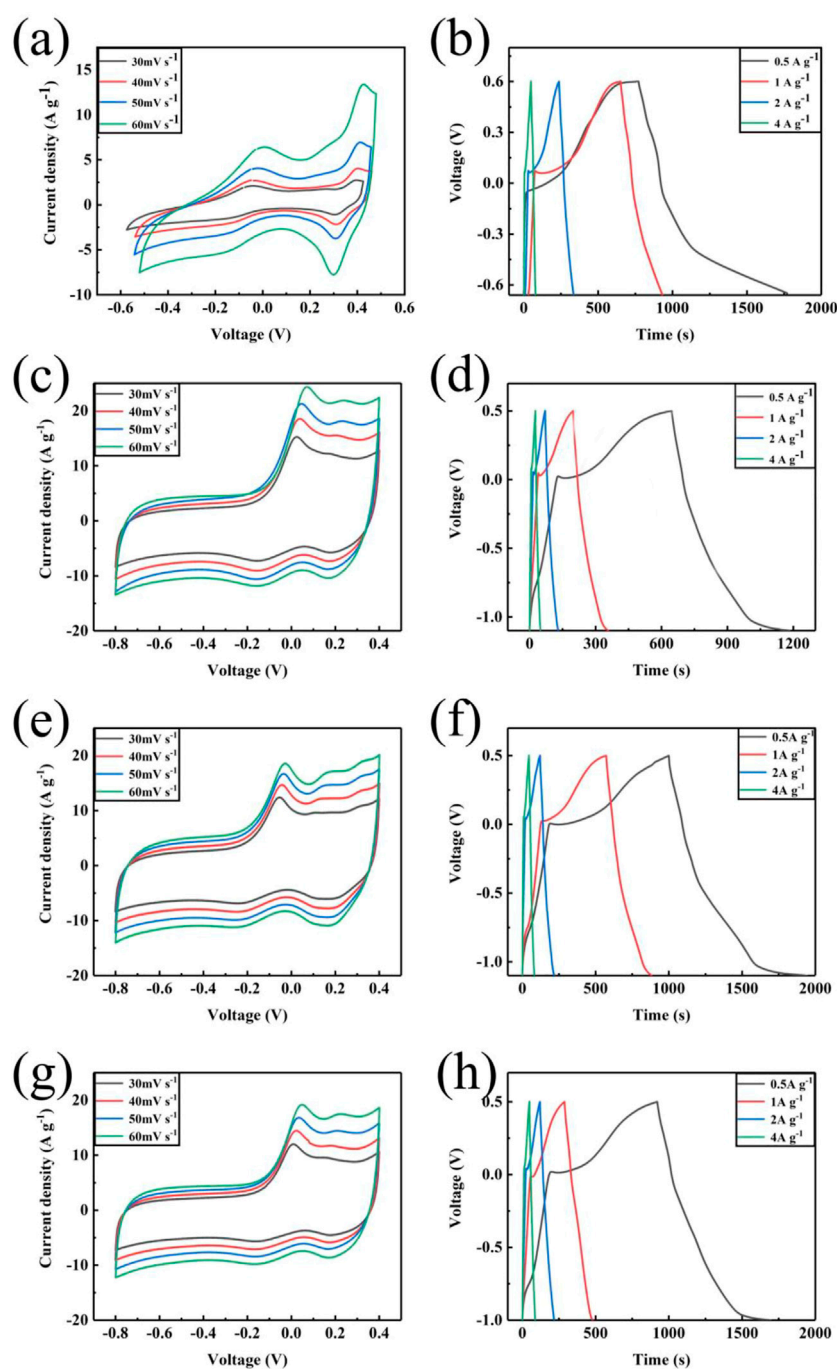 (a)
30mV s⁻¹
40mV s⁻¹
50mV s⁻¹
60mV s⁻¹
Current density (A g⁻¹)
15
10
5
0
-5
-10
-0.6 -0.4 -0.2 0.0 0.2 0.4 0.6
Voltage (V)
(b)
0.5 A g⁻¹
1 A g⁻¹
2 A g⁻¹
4 A g⁻¹
Voltage (V)
0.6
0.3
0.0
-0.3
-0.6
0 500 1000 1500 2000
Time (s)
(c)
30mV s⁻¹
40mV s⁻¹
50mV s⁻¹
60mV s⁻¹
Current density (A g⁻¹)
20
10
0
-10
-20
-0.8 -0.6 -0.4 -0.2 0.0 0.2 0.4
Voltage (V)
(d)
0.5 A g⁻¹
1 A g⁻¹
2 A g⁻¹
4 A g⁻¹
Voltage (V)
0.5
0.0
-0.5
-1.0
0 300 600 900 1200
Time (s)
(e)
30mV s⁻¹
40mV s⁻¹
50mV s⁻¹
60mV s⁻¹
Current density (A g⁻¹)
20
10
0
-10
-20
-0.8 -0.6 -0.4 -0.2 0.0 0.2 0.4
Voltage (V)
(f)
0.5A g⁻¹
1A g⁻¹
2A g⁻¹
4A g⁻¹
Voltage (V)
0.5
0.0
-0.5
-1.0
0 500 1000 1500 2000
Time (s)
(g)
30mV s⁻¹
40mV s⁻¹
50mV s⁻¹
60mV s⁻¹
Current density (A g⁻¹)
20
10
0
-10
-20
-0.8 -0.6 -0.4 -0.2 0.0 0.2 0.4
Voltage (V)
(h)
0.5A g⁻¹
1A g⁻¹
2A g⁻¹
4A g⁻¹
Voltage (V)
0.5
0.0
-0.5
-1.0
0 500 1000 1500 2000
Time (s)